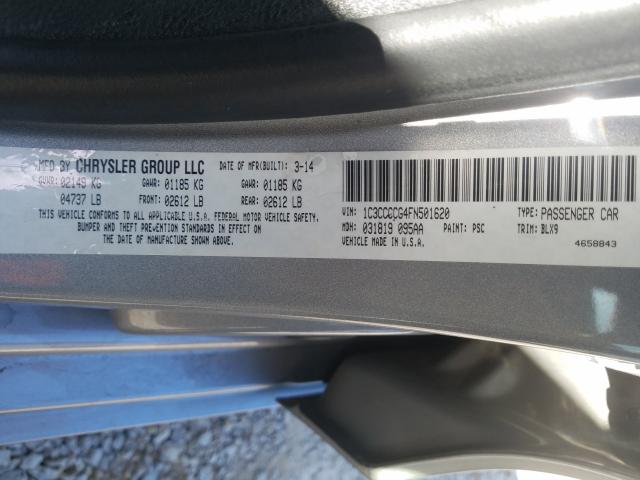 MFD BY CHRYSLER GROUP LLC DATE OF MFR(BUILT): 3-14
GVWR: 02149 KG GAWR: 01185 KG GAWR: 01185 KG
04737 LB FRONT: 02612 LB REAR: 02612 LB
THIS VEHICLE CONFORMS TO ALL APPLICABLE U.S.A. FEDERAL MOTOR VEHICLE SAFETY,
BUMPER AND THEFT PREVENTION STANDARDS IN EFFECT ON
THE DATE OF MANUFACTURE SHOWN ABOVE.
VIN: 1C3CCCCG4FN501620 TYPE: PASSENGER CAR
MDH: 031819 095AA PAINT: PSC TRIM: BLX9
VEHICLE MADE IN U.S.A. 4658843